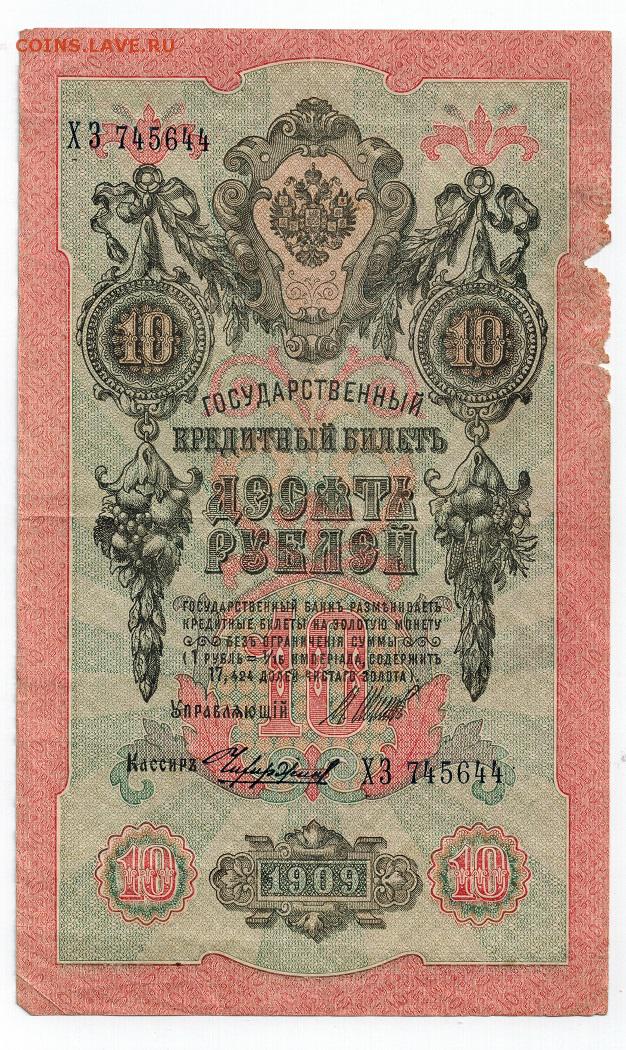 COINS.LAVE.RU
ХЗ 745644
10 10
ГОСУДАРСТВЕННЫЙ
КРЕДИТНЫЙ БИЛЕТЪ
ДЕСЯТЬ
РУБЛЕЙ
ГОСУДАРСТВЕННЫЙ БАНКЪ РАЗМѢНИВАЕТЪ
КРЕДИТНЫЕ БИЛЕТЫ НА ЗОЛОТУЮ МОНЕТУ
БЕЗЪ ОГРАНИЧЕНІЯ СУММЫ
(1 РУБЛЬ = 1/15 ИМПЕРІАЛА, СОДЕРЖИТЪ
17,424 ДОЛЕЙ ЧИСТАГО ЗОЛОТА).
10
УПРАВЛЯЮЩІЙ
КАССИРЪ
ХЗ 745644
10 1909 10